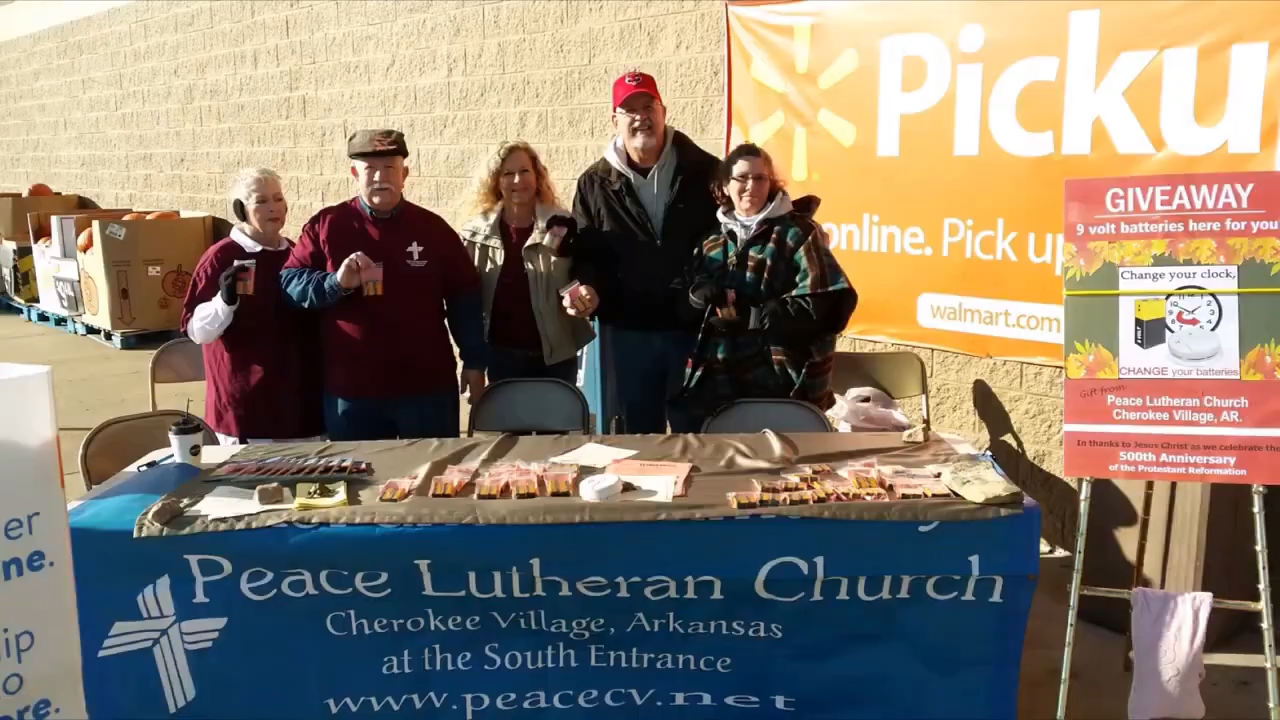 Picku
online. Pick up
walmart.com
GIVEAWAY
9 volt batteries here for you
Change your clock,
9 VOLT
CHANGE your batteries
Gift from
Peace Lutheran Church
Cherokee Village, AR.
In thanks to Jesus Christ as we celebrate the
500th Anniversary
of the Protestant Reformation
er
ne.
ip
o
re.
Peace Lutheran Church
Cherokee Village, Arkansas
at the South Entrance
www.peacecv.net